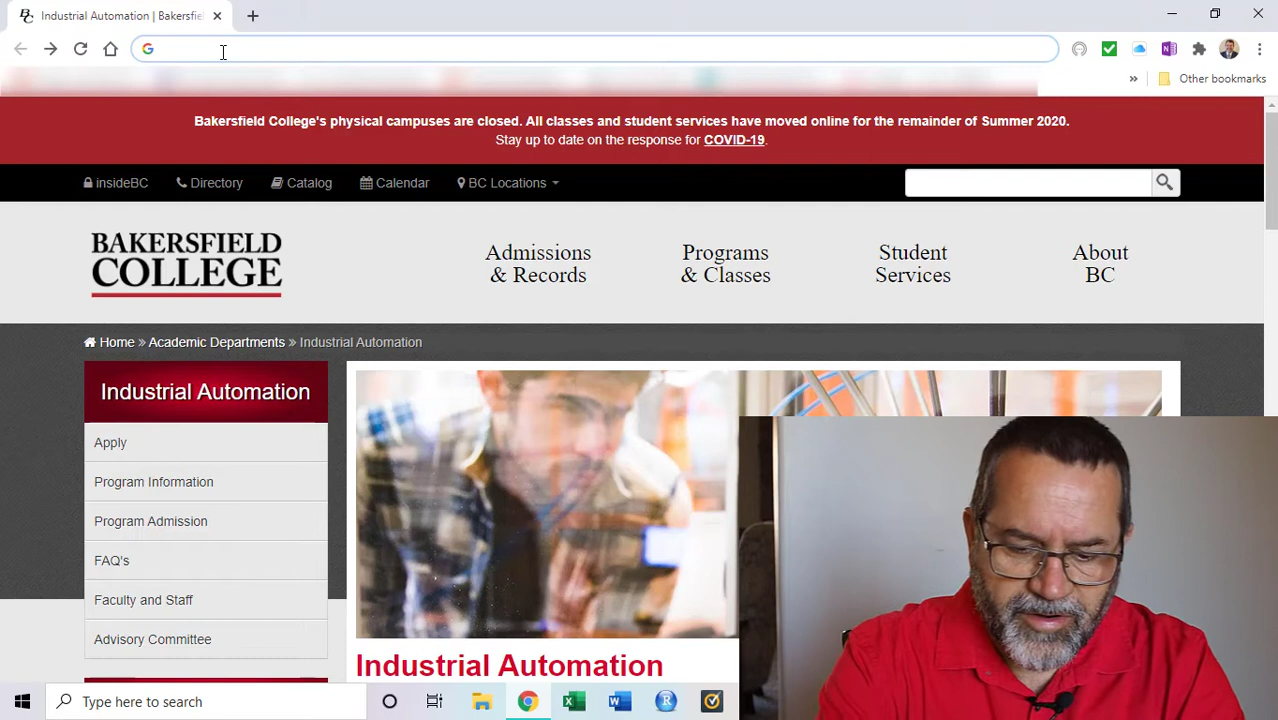 Industrial Automation | Bakersfie
Other bookmarks
Bakersfield College's physical campuses are closed. All classes and student services have moved online for the remainder of Summer 2020.
Stay up to date on the response for COVID-19.
insideBC Directory Catalog Calendar BC Locations
BAKERSFIELD
COLLEGE
Admissions
& Records
Programs
& Classes
Student
Services
About
BC
Home » Academic Departments » Industrial Automation
Industrial Automation
Apply
Program Information
Program Admission
FAQ's
Faculty and Staff
Advisory Committee
Industrial Automation
Type here to search